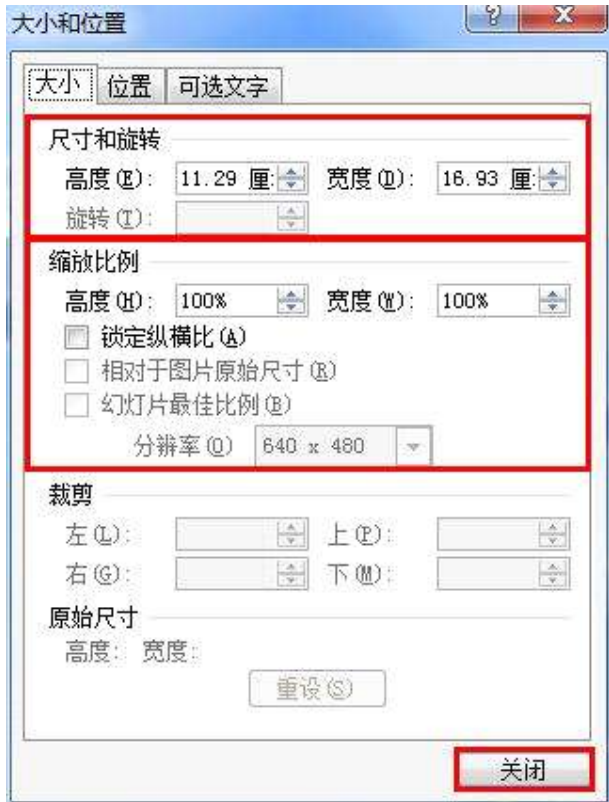 大小和位置
大小 位置 可选文字
尺寸和旋转
高度(E): 11.29 厘 宽度(D): 16.93 厘
旋转(T):
缩放比例
高度(H): 100% 宽度(W): 100%
锁定纵横比(A)
相对于图片原始尺寸(R)
幻灯片最佳比例(B)
分辨率(O) 640 x 480
裁剪
左(L): 上(P):
右(G): 下(M):
原始尺寸
高度: 宽度:
重设(S)
关闭